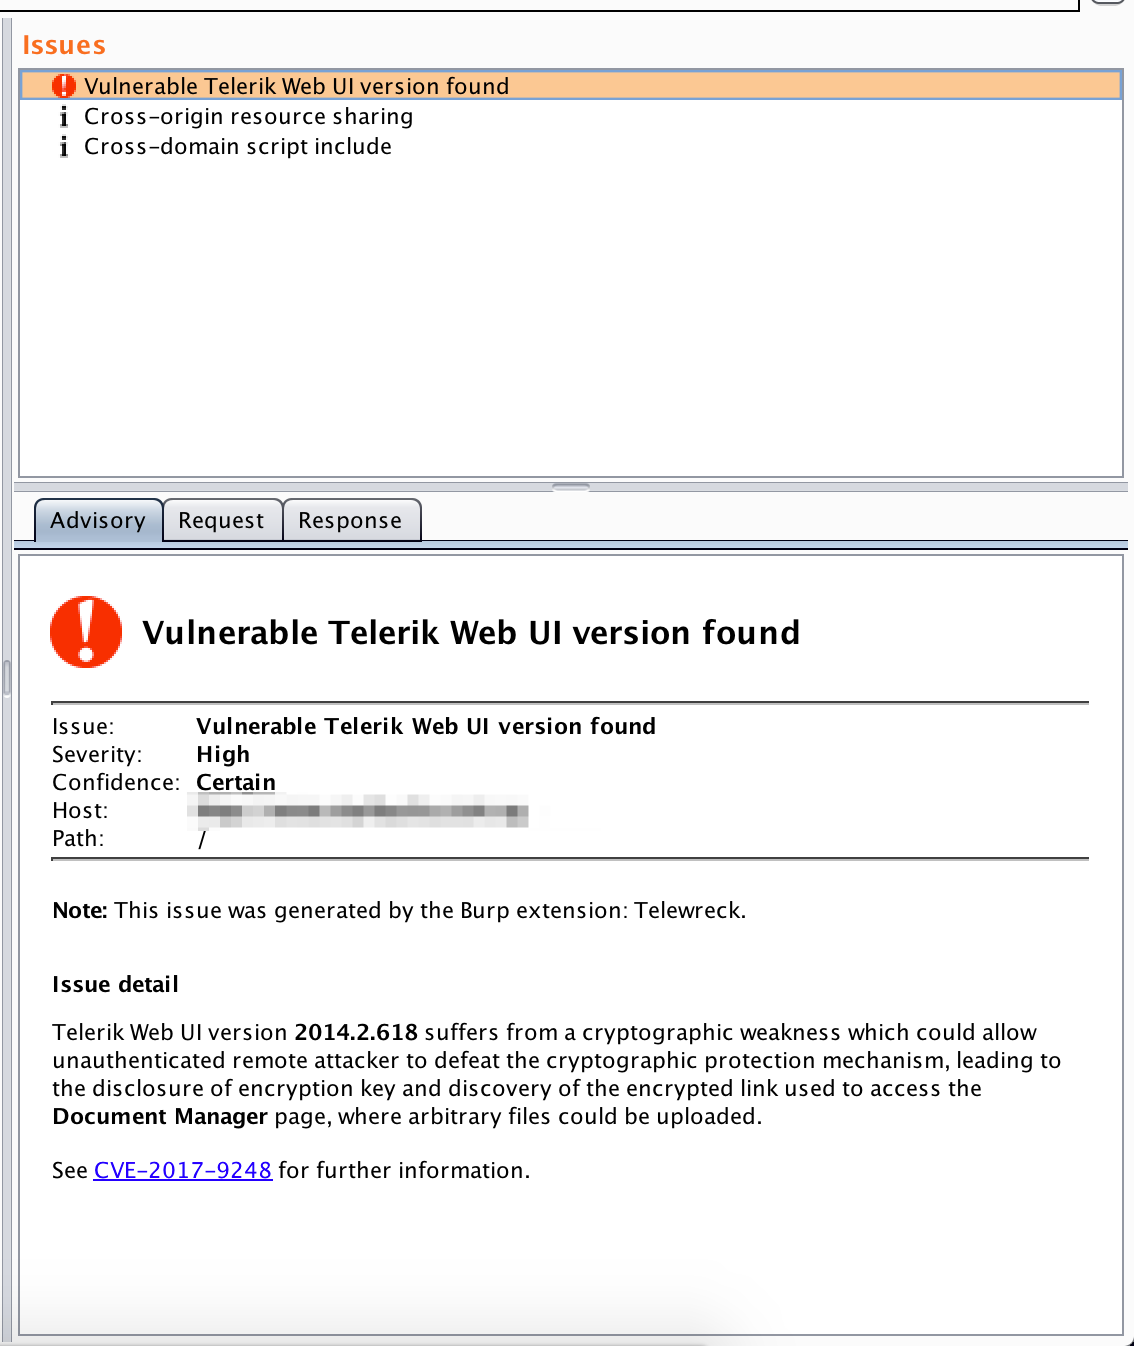 Issues
Vulnerable Telerik Web UI version found
Cross-origin resource sharing
Cross-domain script include
Advisory
Request
Response
Vulnerable Telerik Web UI version found
Issue: Vulnerable Telerik Web UI version found
Severity: High
Confidence: Certain
Host:
Path: /
Note: This issue was generated by the Burp extension: Telewreck.
Issue detail
Telerik Web UI version 2014.2.618 suffers from a cryptographic weakness which could allow
unauthenticated remote attacker to defeat the cryptographic protection mechanism, leading to
the disclosure of encryption key and discovery of the encrypted link used to access the
Document Manager page, where arbitrary files could be uploaded.
See CVE-2017-9248 for further information.